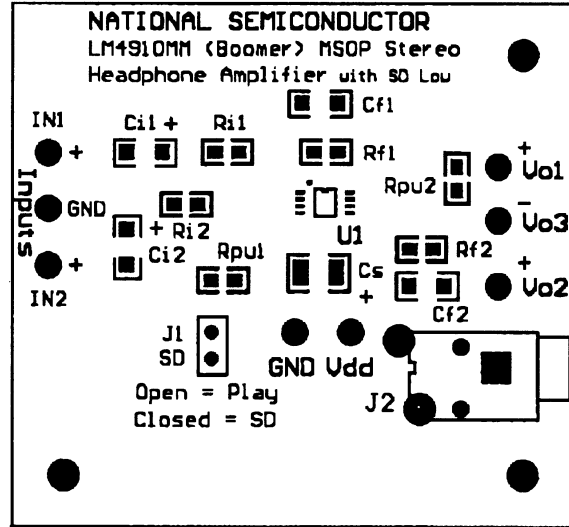 NATIONAL SEMICONDUCTOR
LM4910MM (Boomer) MSOP Stereo
Headphone Amplifier with SD Low
Cf1
IN1
Ci1 +
Ri1
+
Rf1
+
Rpu2
Vo1
Inputs
GND
Ri2
U1
-
Vo3
+
Ci2
Rpu1
Rf2
+
IN2
Cs
+
+
Vo2
Cf2
J1
SD
GND Vdd
Open = Play
Closed = SD
J2